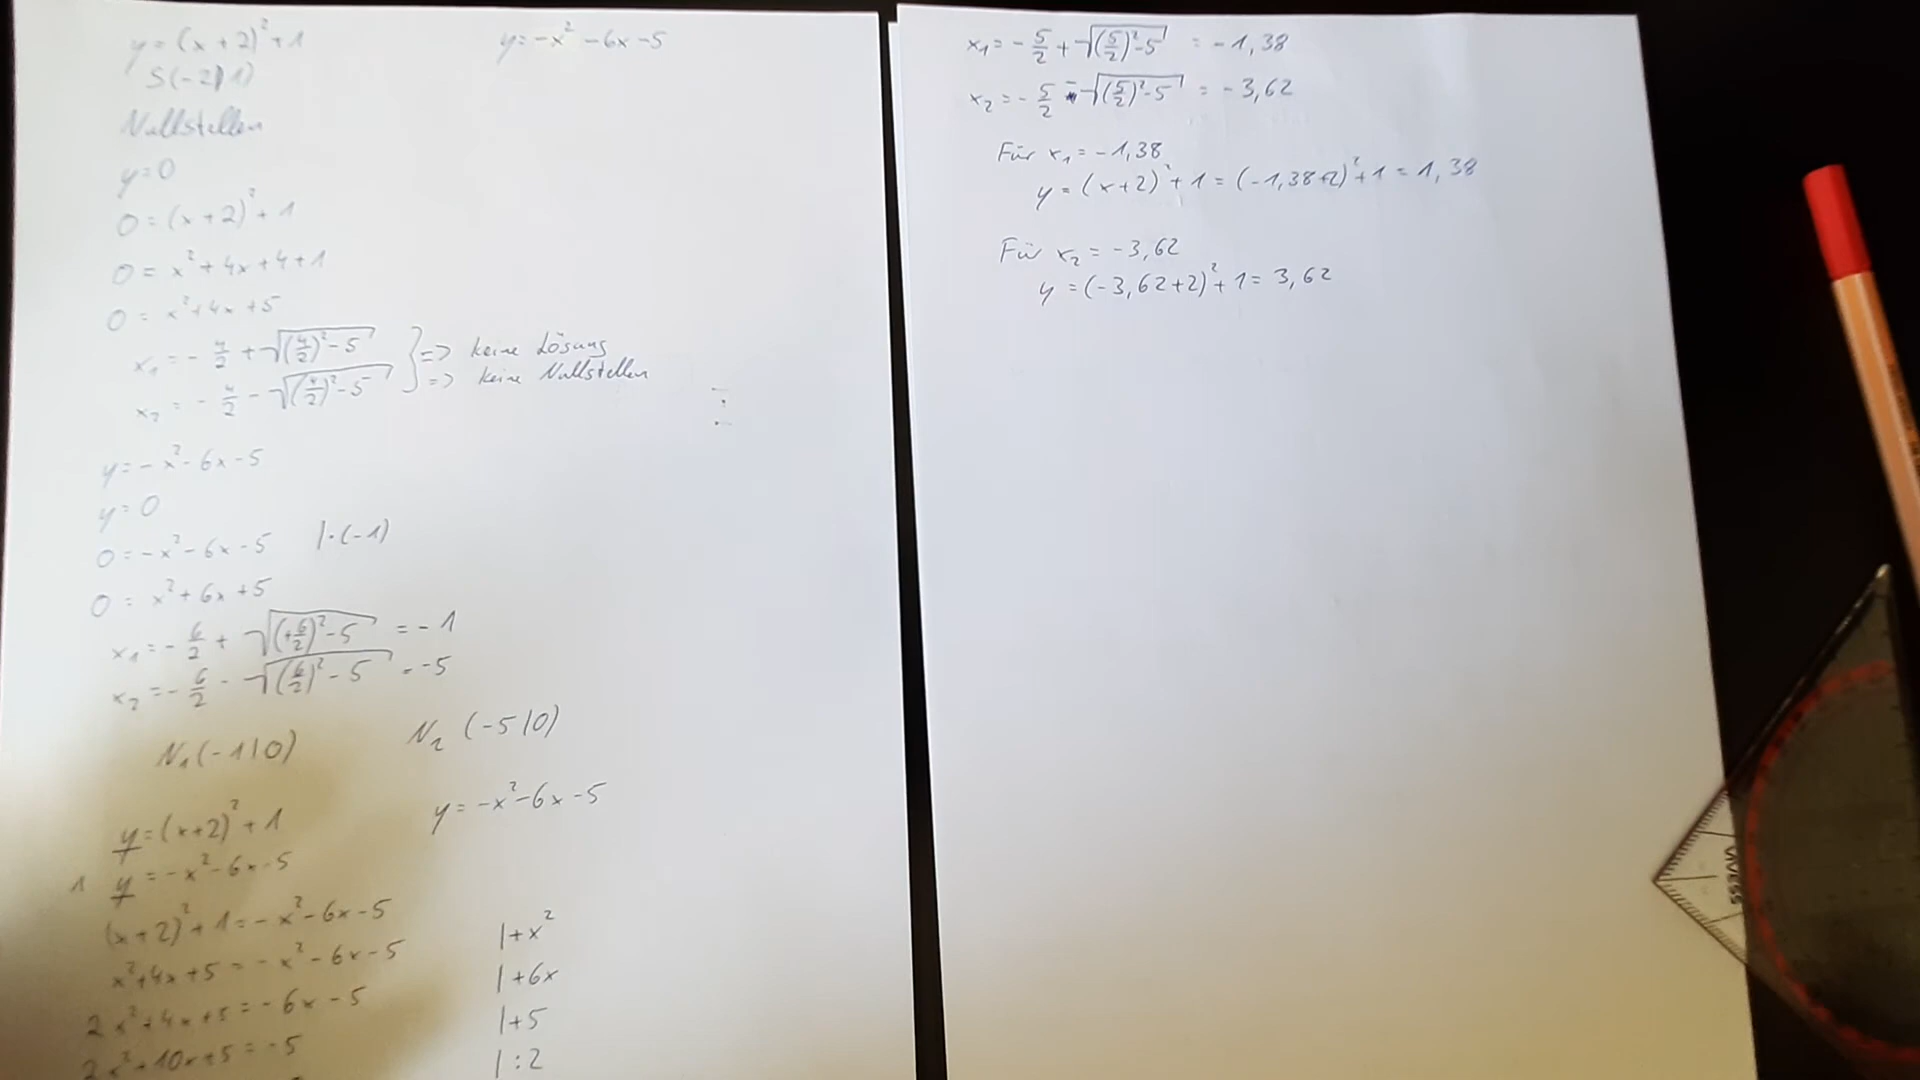 y = (x + 2)² + 1
y = -x² - 6x - 5
S(-2|1)
Nullstellen
y = 0
0 = (x + 2)² + 1
0 = x² + 4x + 4 + 1
0 = x² + 4x + 5
x₁ = - 4/2 + √((4/2)² - 5) } => keine Lösung
x₂ = - 4/2 - √((4/2)² - 5) => keine Nullstellen
y = -x² - 6x - 5
y = 0
0 = -x² - 6x - 5 |·(-1)
0 = x² + 6x + 5
x₁ = - 6/2 + √((+6/2)² - 5) = -1
x₂ = - 6/2 - √((6/2)² - 5) = -5
N₁(-1|0) N₂(-5|0)
y = (x+2)² + 1
y = -x² - 6x - 5
1 y = -x² - 6x - 5
(x + 2)² + 1 = -x² - 6x - 5
x² + 4x + 5 = -x² - 6x - 5 |+x²
2x² + 4x + 5 = -6x - 5 |+6x
2x² + 10x + 5 = -5 |+5
|:2
x₁ = - 5/2 + √((5/2)² - 5) = -1,38
x₂ = - 5/2 - √((5/2)² - 5) = -3,62
Für x₁ = -1,38
y = (x+2)² + 1 = (-1,38+2)² + 1 = 1,38
Für x₂ = -3,62
y = (-3,62+2)² + 1 = 3,62